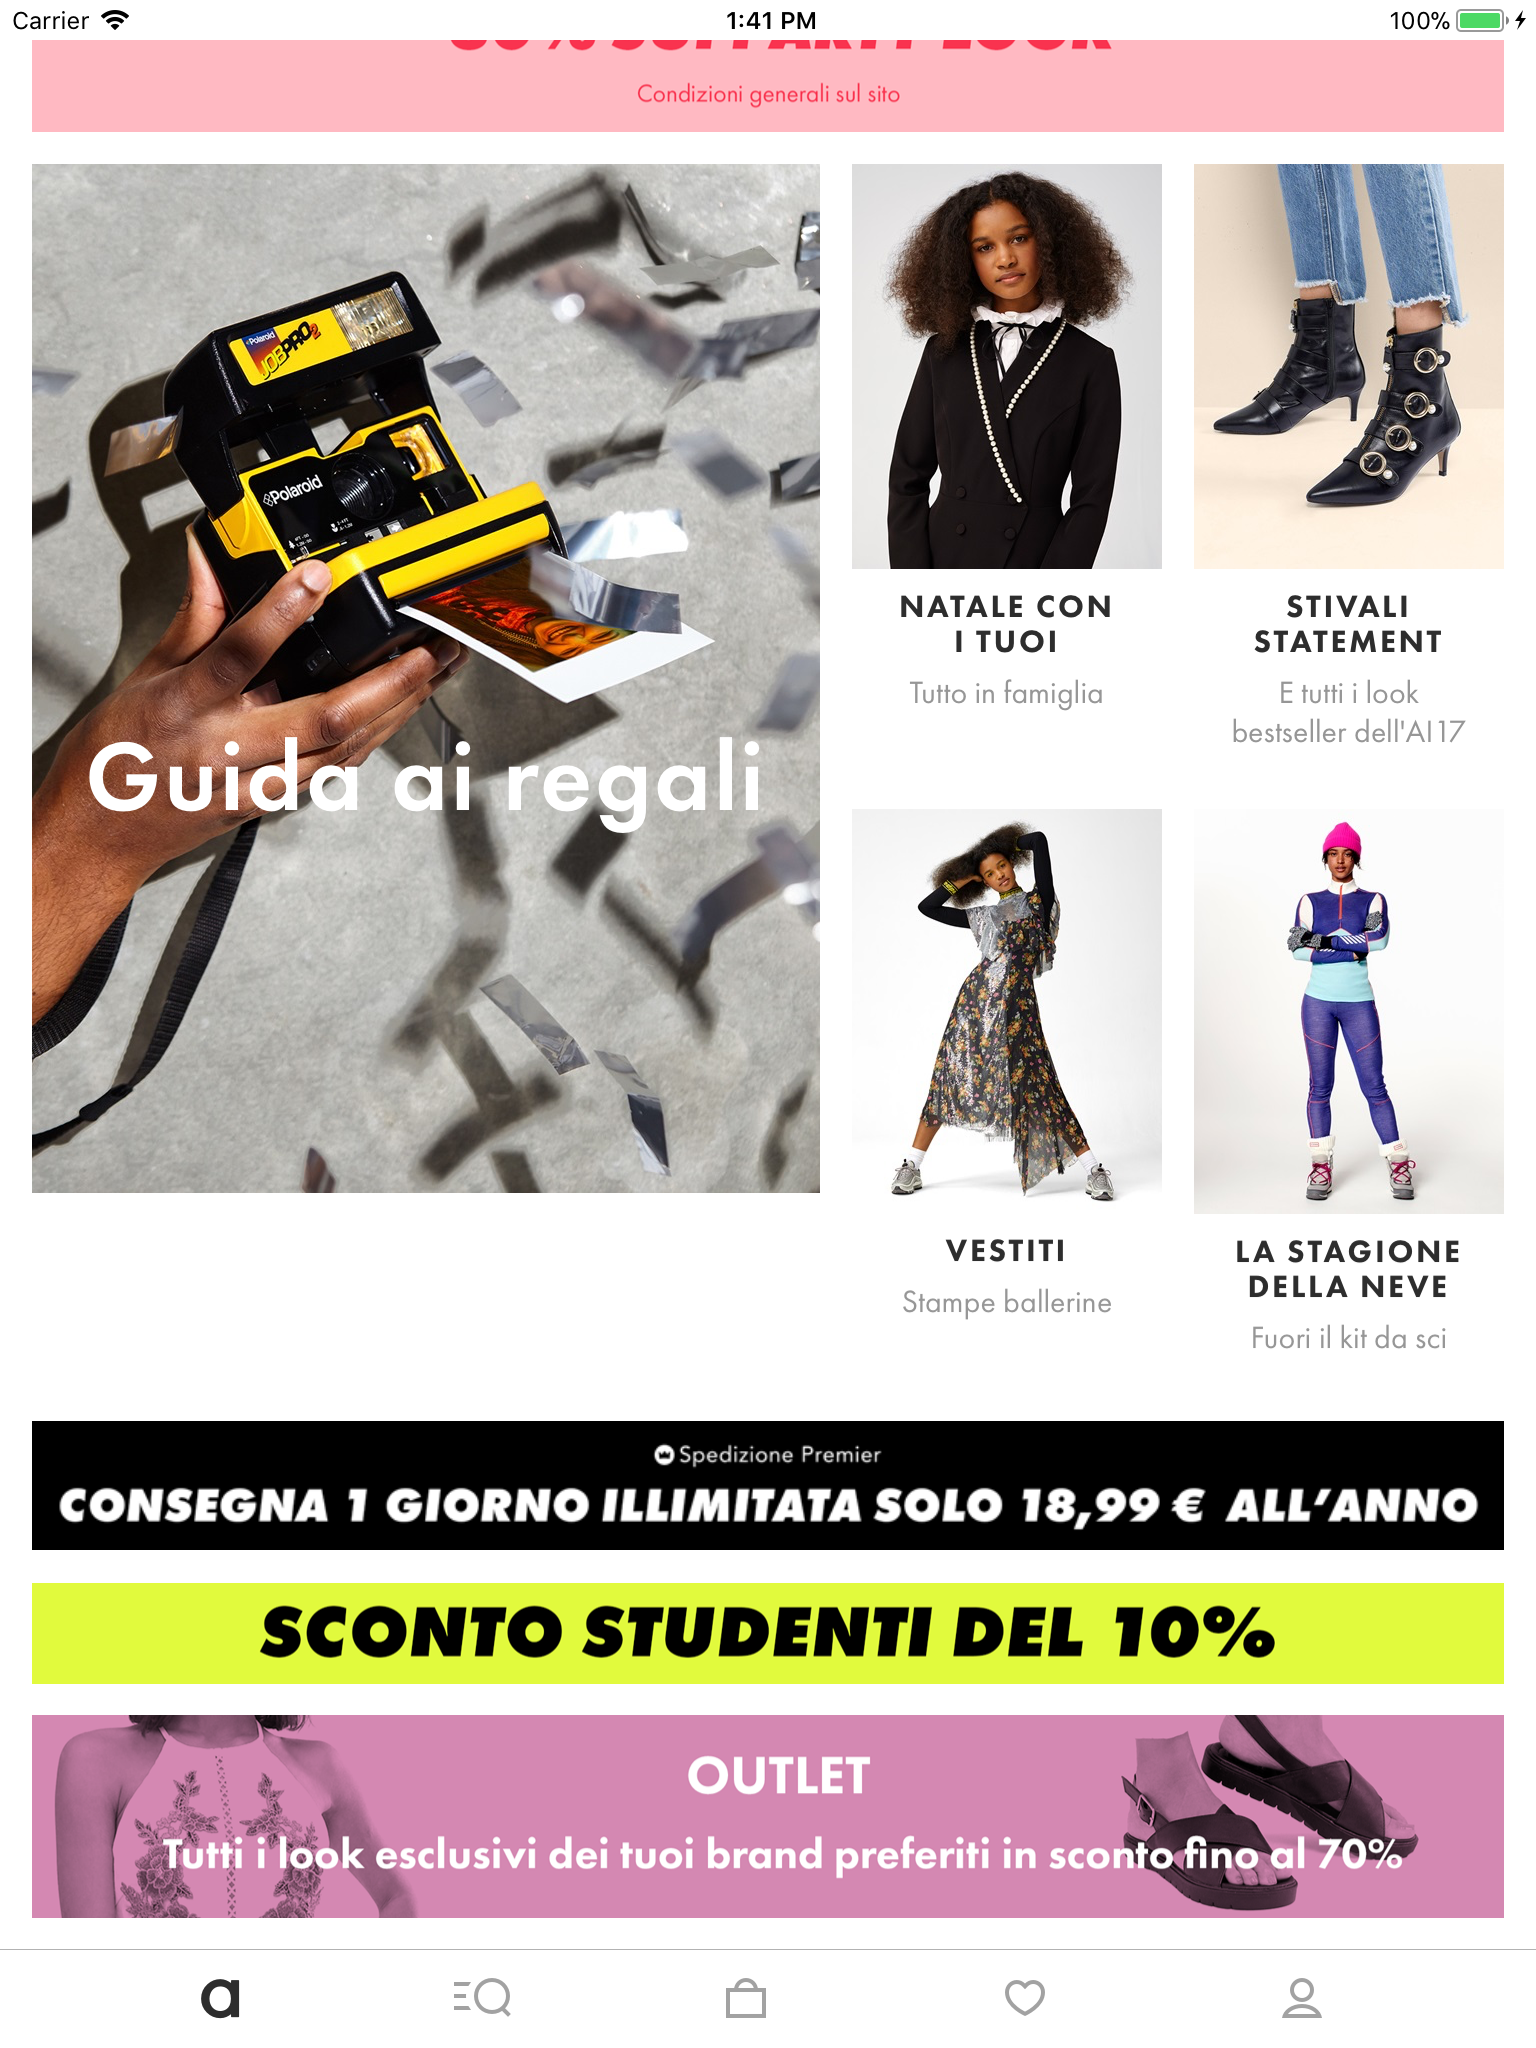 Carrier
1:41 PM
100%
Condizioni generali sul sito
Polaroid
JOBPRO2
Polaroid
Guida ai regali
NATALE CON
I TUOI
Tutto in famiglia
STIVALI
STATEMENT
E tutti i look
bestseller dell'AI17
VESTITI
Stampe ballerine
LA STAGIONE
DELLA NEVE
Fuori il kit da sci
Spedizione Premier
CONSEGNA 1 GIORNO ILLIMITATA SOLO 18,99 € ALL'ANNO
SCONTO STUDENTI DEL 10%
OUTLET
Tutti i look esclusivi dei tuoi brand preferiti in sconto fino al 70%
a